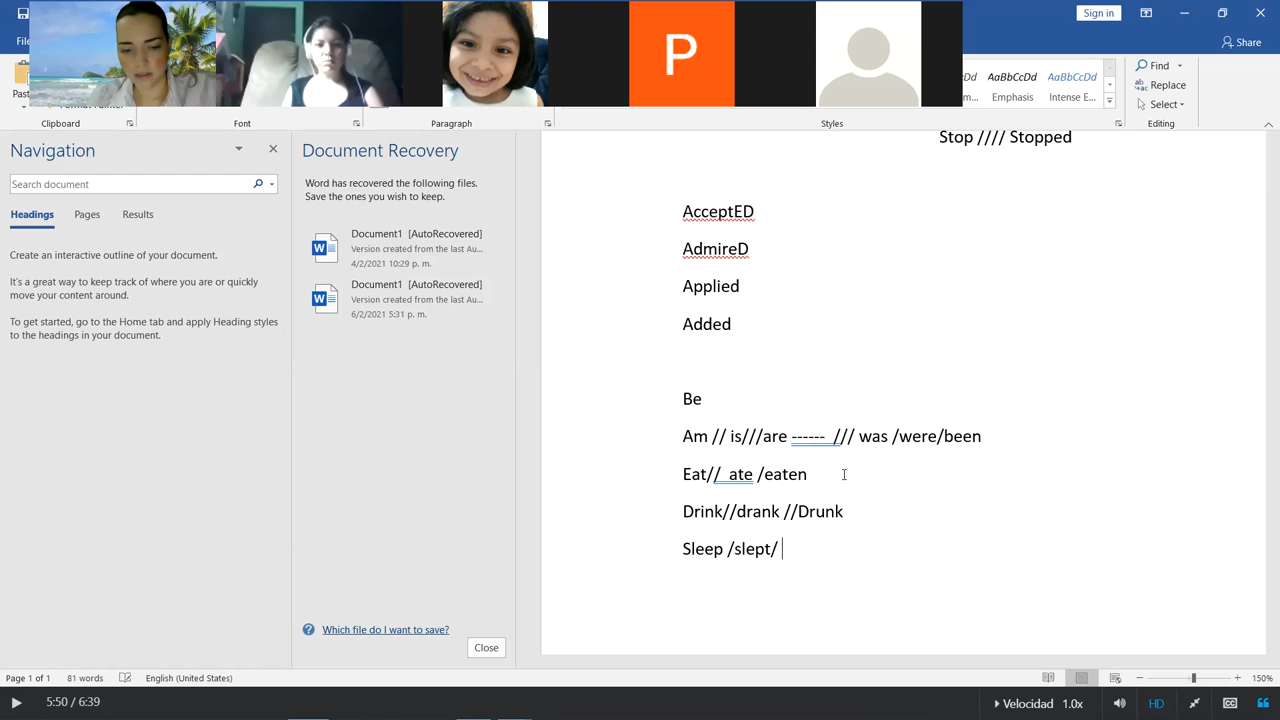 Sign in
Fil
Share
P
Past
Format Painter
Dd
AaBbCcDd
AaBbCcDd
m...
Emphasis
Intense E...
Find
Replace
Select
Clipboard
Font
Paragraph
Styles
Editing
Navigation
Search document
Headings
Pages
Results
Create an interactive outline of your document.
It's a great way to keep track of where you are or quickly
move your content around.
To get started, go to the Home tab and apply Heading styles
to the headings in your document.
Document Recovery
Word has recovered the following files.
Save the ones you wish to keep.
Document1 [AutoRecovered]
Version created from the last Au...
4/2/2021 10:29 p. m.
Document1 [AutoRecovered]
Version created from the last Au...
6/2/2021 5:31 p. m.
Which file do I want to save?
Close
Stop //// Stopped
AcceptED
AdmireD
Applied
Added
Be
Am // is///are ------ /// was /were/been
Eat// ate /eaten
Drink//drank //Drunk
Sleep /slept/
Page 1 of 1
81 words
English (United States)
150%
5:50 / 6:39
Velocidad 1.0x
HD